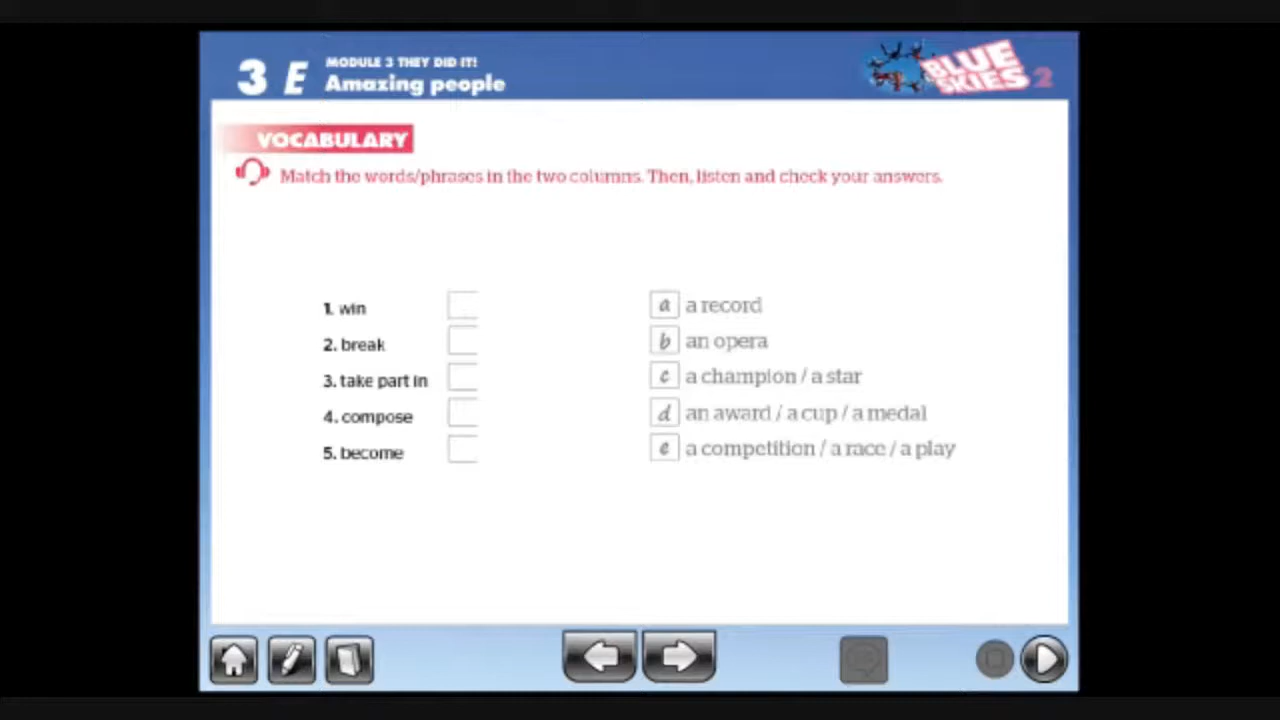 3 E
MODULE 3 THEY DID IT!
Amazing people
BLUE
SKIES 2
VOCABULARY
Match the words/phrases in the two columns. Then, listen and check your answers.
1. win
a a record
2. break
b an opera
3. take part in
c a champion / a star
4. compose
d an award / a cup / a medal
5. become
e a competition / a race / a play